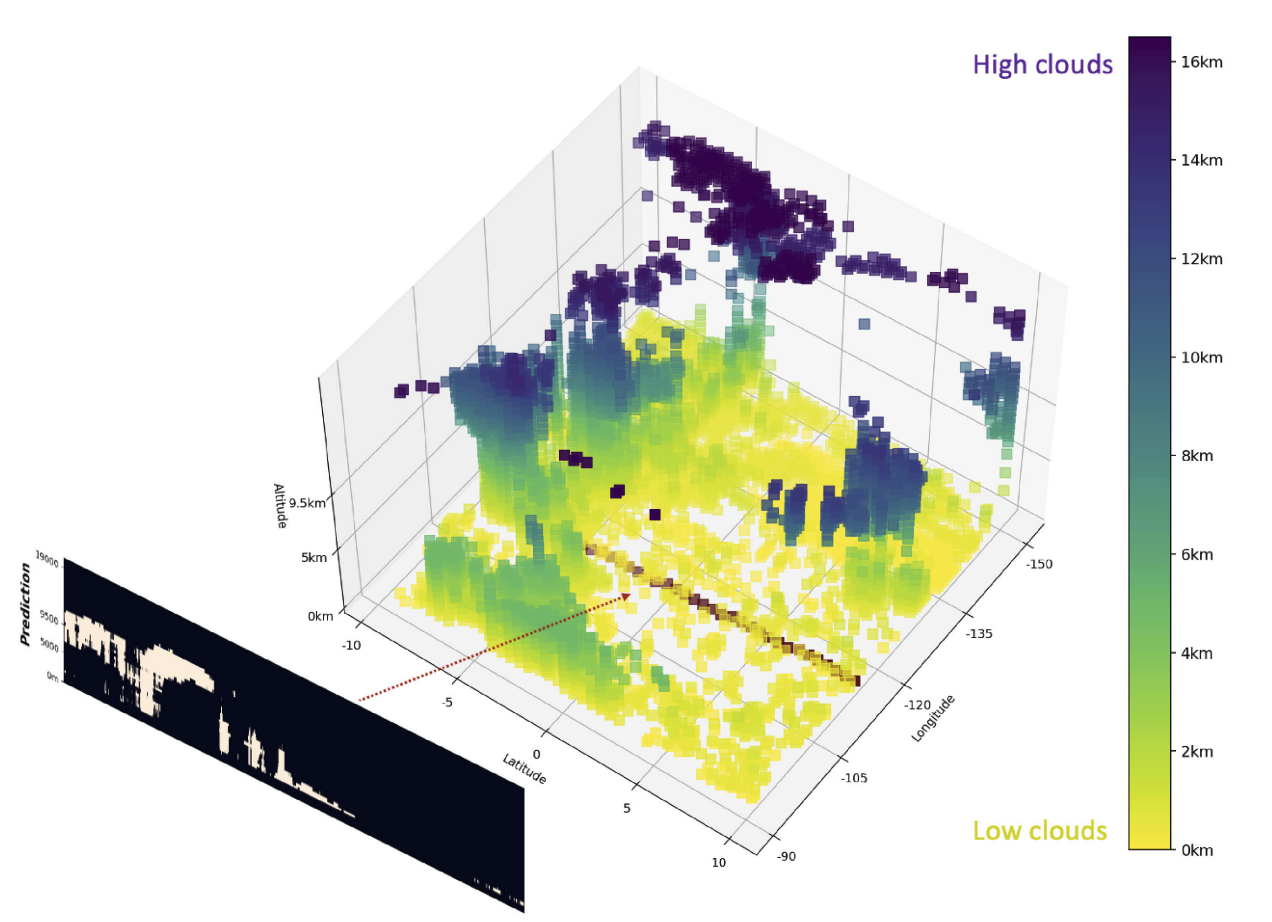 High clouds
16km
14km
12km
10km
8km
6km
4km
2km
0km
Low clouds
Altitude
9.5km
5km
0km
-10
-5
0
5
10
Latitude
-150
-135
-120
-105
-90
Longitude
Prediction
19000
9500
5000
0m